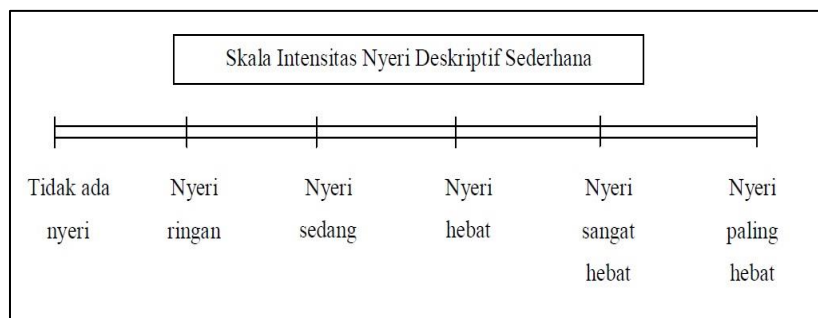 Skala Intensitas Nyeri Deskriptif Sederhana
Tidak ada
nyeri
Nyeri
ringan
Nyeri
sedang
Nyeri
hebat
Nyeri
sangat
hebat
Nyeri
paling
hebat